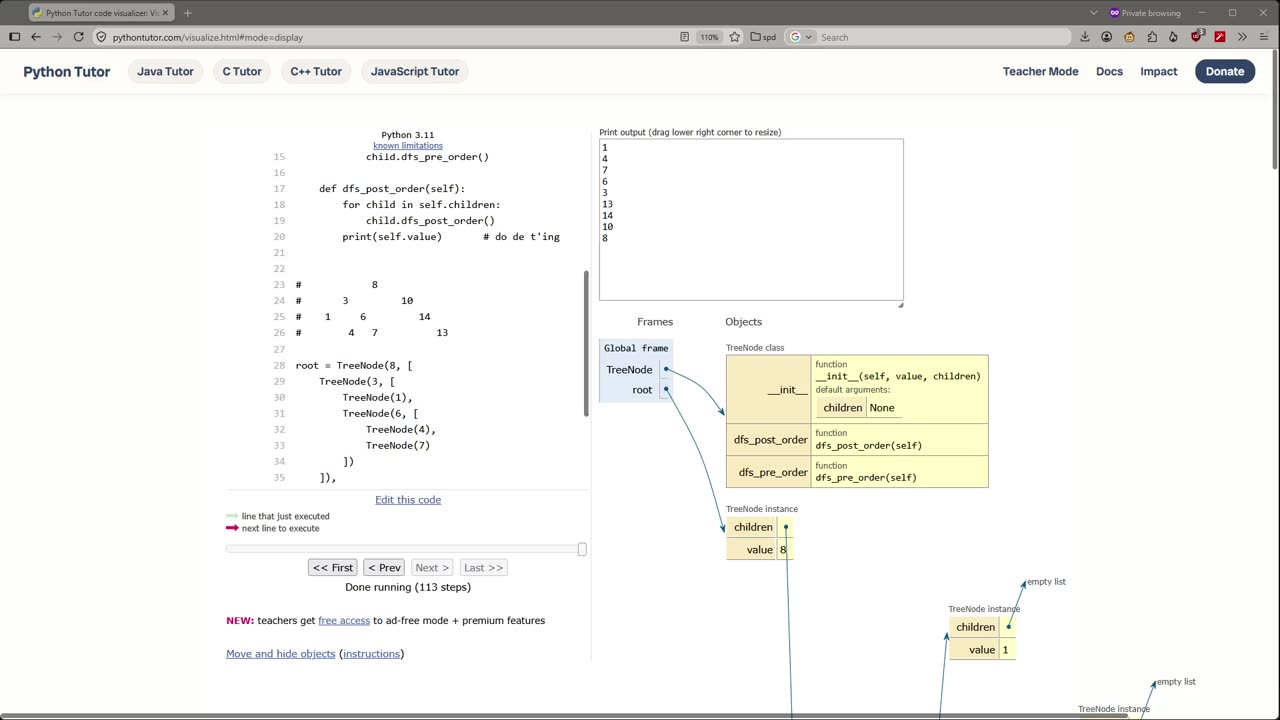 Python Tutor code visualizer: Vi
Private browsing
pythontutor.com/visualize.html#mode=display
110%
spd
Search
Python Tutor
Java Tutor
C Tutor
C++ Tutor
JavaScript Tutor
Teacher Mode
Docs
Impact
Donate
Python 3.11
known limitations
15 child.dfs_pre_order()
16
17 def dfs_post_order(self):
18 for child in self.children:
19 child.dfs_post_order()
20 print(self.value) # do de t'ing
21
22
23 # 8
24 # 3 10
25 # 1 6 14
26 # 4 7 13
27
28 root = TreeNode(8, [
29 TreeNode(3, [
30 TreeNode(1),
31 TreeNode(6, [
32 TreeNode(4),
33 TreeNode(7)
34 ])
35 ]),
Edit this code
line that just executed
next line to execute
<< First
< Prev
Next >
Last >>
Done running (113 steps)
NEW: teachers get free access to ad-free mode + premium features
Move and hide objects (instructions)
Print output (drag lower right corner to resize)
1
4
7
6
3
13
14
10
8
Frames
Objects
Global frame
TreeNode
root
TreeNode class
__init__
function
__init__(self, value, children)
default arguments:
children None
dfs_post_order
function
dfs_post_order(self)
dfs_pre_order
function
dfs_pre_order(self)
TreeNode instance
children
value 8
empty list
TreeNode instance
children
value 1
empty list
TreeNode instance